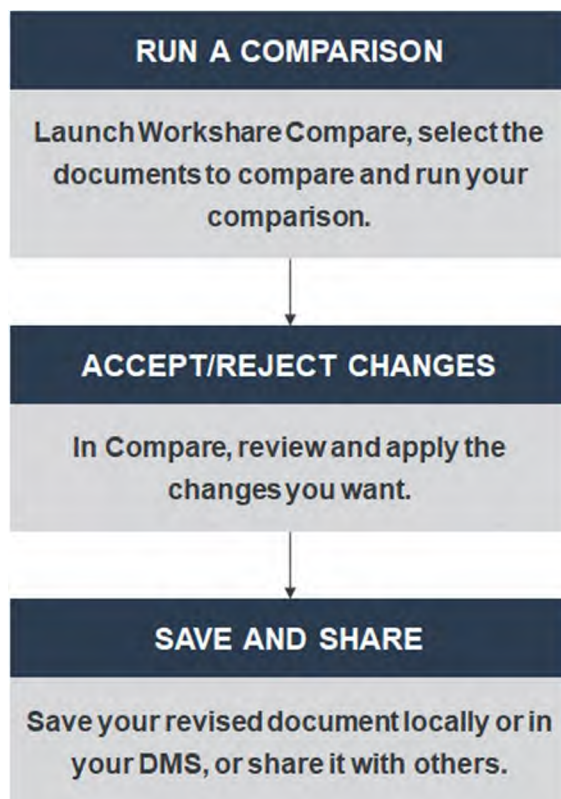 RUN A COMPARISON
Launch Workshare Compare, select the
documents to compare and run your
comparison.
ACCEPT/REJECT CHANGES
In Compare, review and apply the
changes you want.
SAVE AND SHARE
Save your revised document locally or in
your DMS, or share it with others.